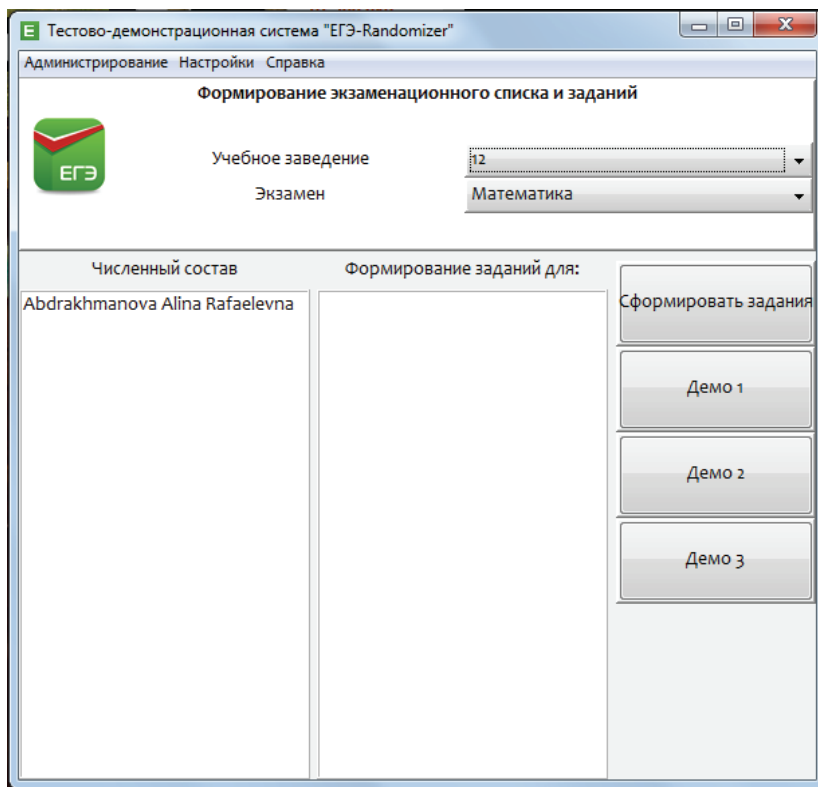 Тестово-демонстрационная система "ЕГЭ-Randomizer"
Администрирование Настройки Справка
Формирование экзаменационного списка и заданий
ЕГЭ
Учебное заведение 12
Экзамен Математика
Численный состав
Формирование заданий для:
Abdrakhmanova Alina Rafaelevna
Сформировать задания
Демо 1
Демо 2
Демо 3